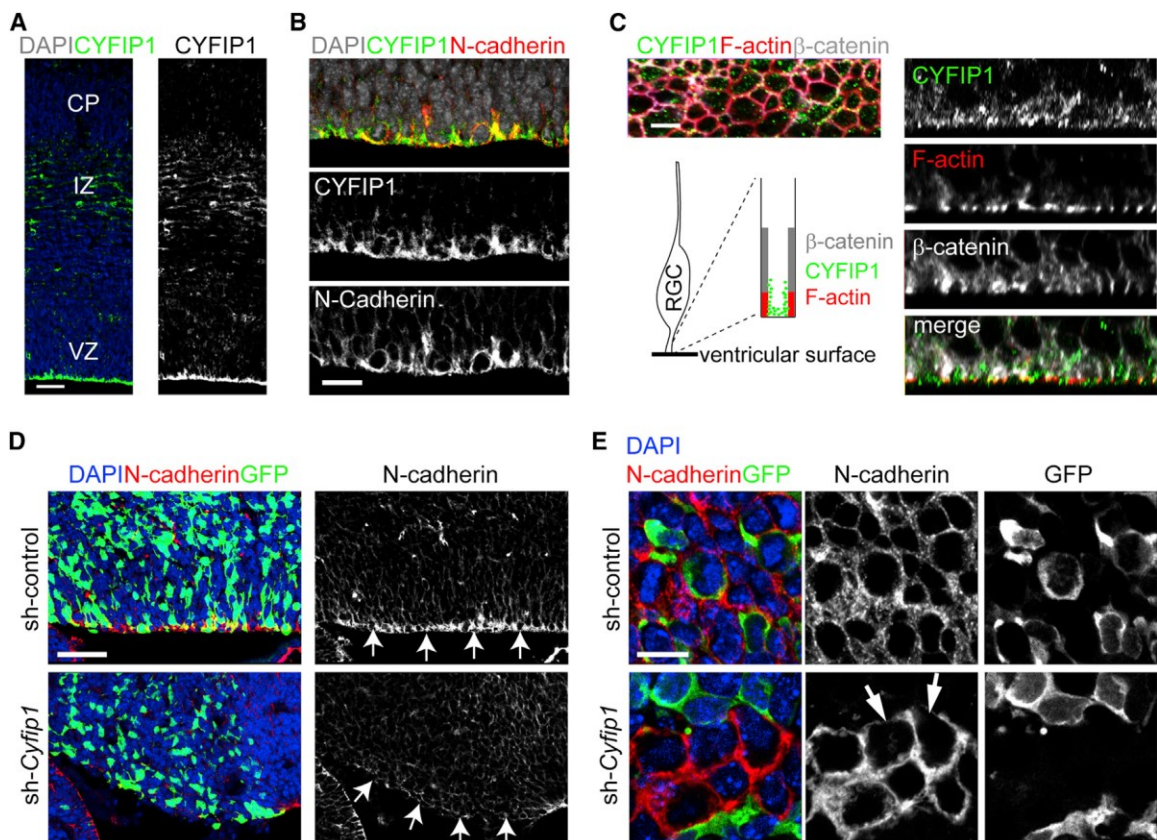 A
DAPICYFIP1
CYFIP1
CP
IZ
VZ
B
DAPICYFIP1N-cadherin
CYFIP1
N-Cadherin
C
CYFIP1F-actinβ-catenin
RGC
β-catenin
CYFIP1
F-actin
ventricular surface
CYFIP1
F-actin
β-catenin
merge
D
DAPIN-cadherinGFP
N-cadherin
sh-control
sh-Cyfip1
E
DAPI
N-cadherinGFP
N-cadherin
GFP
sh-control
sh-Cyfip1